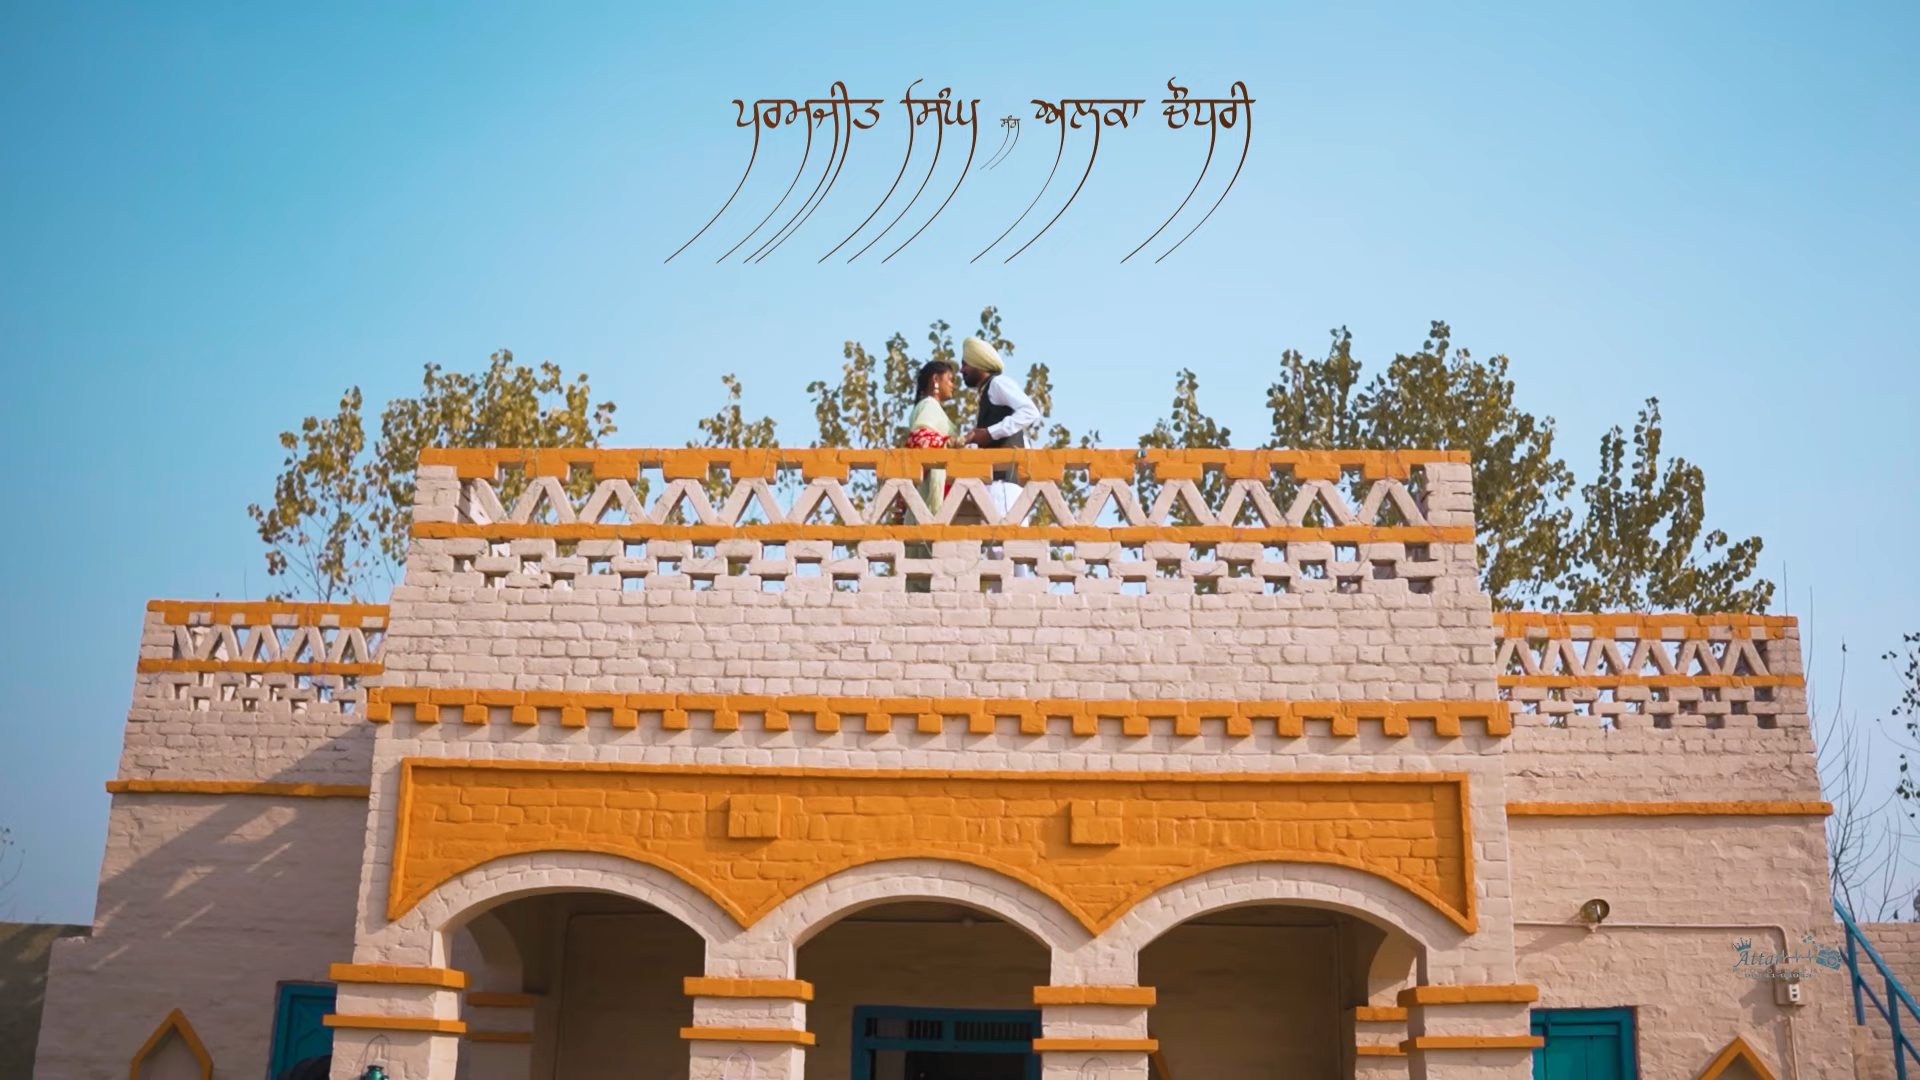 ਪਰਮਜੀਤ ਸਿੰਘ ਸੰਗ ਅਲਕਾ ਚੌਧਰੀ